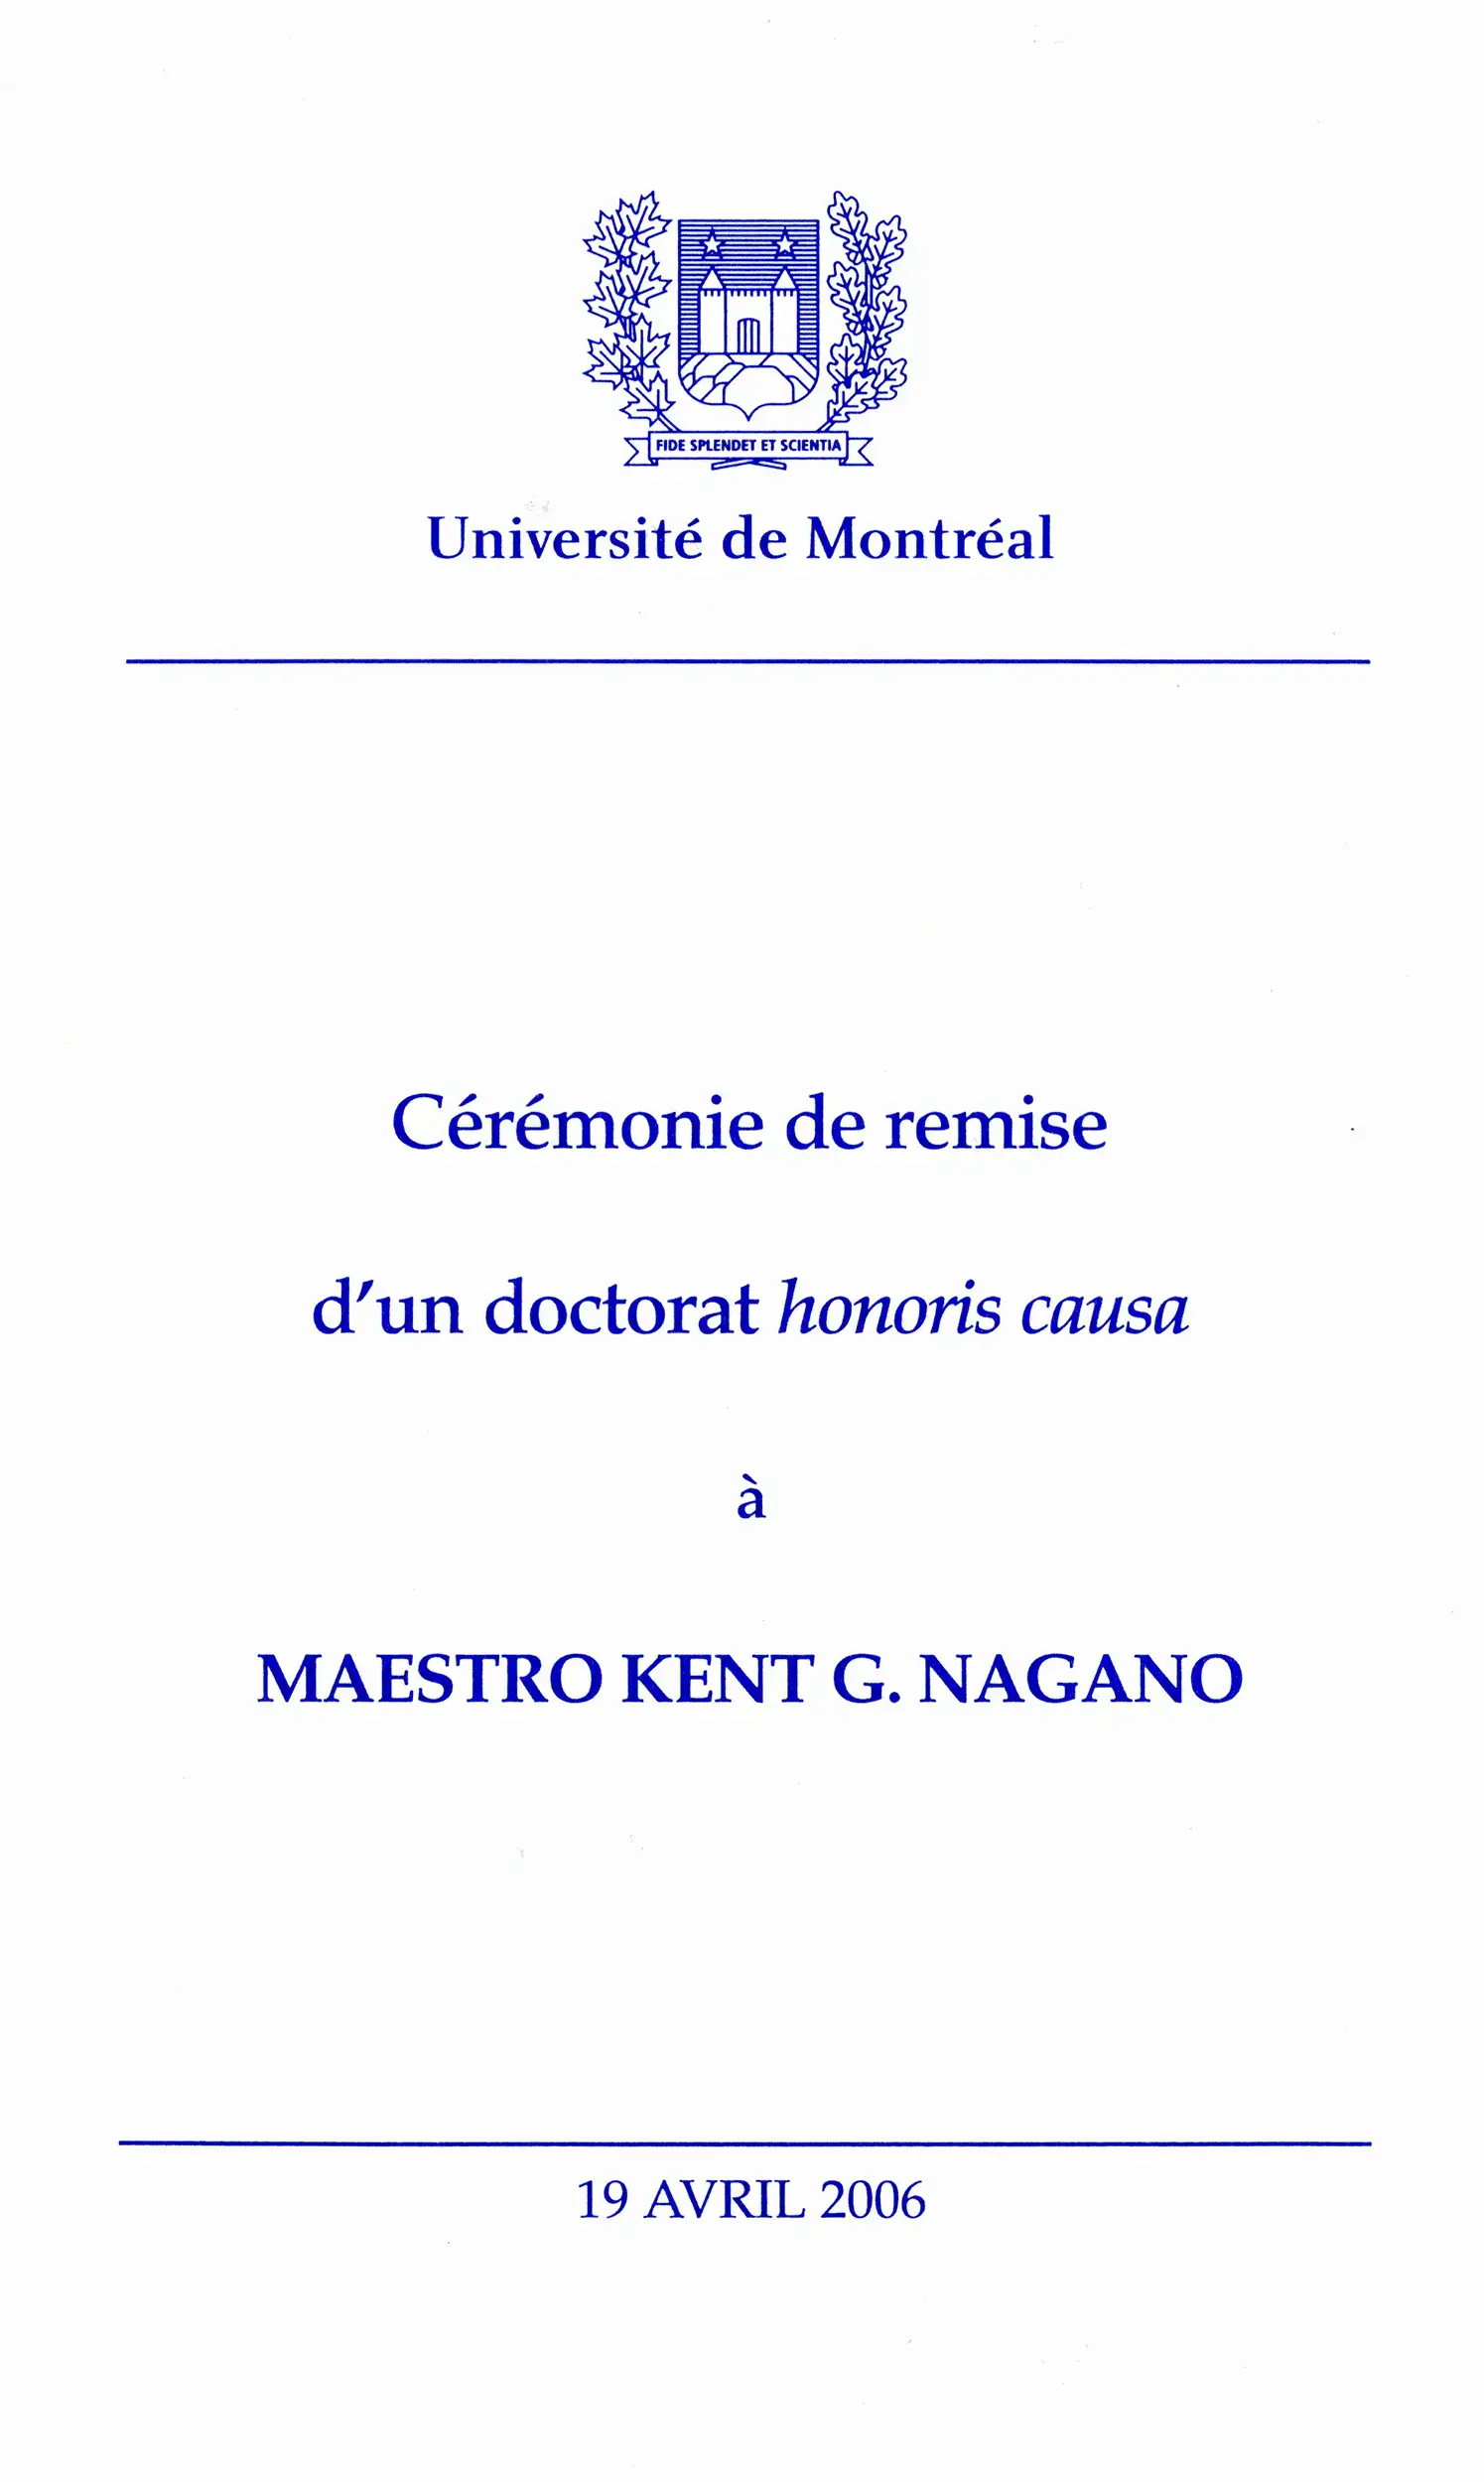 FIDE SPLENDET ET SCIENTIA
Université de Montréal
Cérémonie de remise
d'un doctorat honoris causa
à
MAESTRO KENT G. NAGANO
19 AVRIL 2006